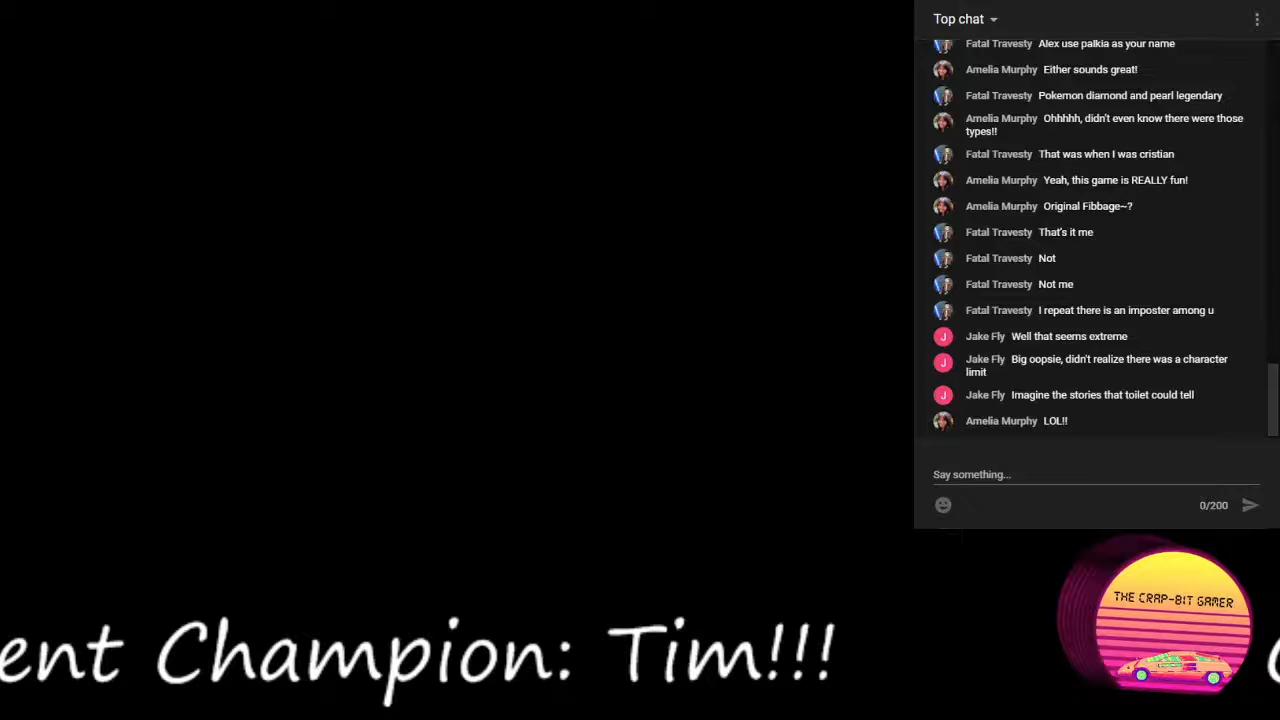 Top chat
Fatal Travesty Alex use palkia as your name
Amelia Murphy Either sounds great!
Fatal Travesty Pokemon diamond and pearl legendary
Amelia Murphy Ohhhhh, didn't even know there were those
types!!
Fatal Travesty That was when I was cristian
Amelia Murphy Yeah, this game is REALLY fun!
Amelia Murphy Original Fibbage~?
Fatal Travesty That's it me
Fatal Travesty Not
Fatal Travesty Not me
Fatal Travesty I repeat there is an imposter among u
J Jake Fly Well that seems extreme
J Jake Fly Big oopsie, didn't realize there was a character
limit
J Jake Fly Imagine the stories that toilet could tell
Amelia Murphy LOL!!
Say something...
0/200
THE CRAP-BIT GAMER
ent Champion: Tim!!!